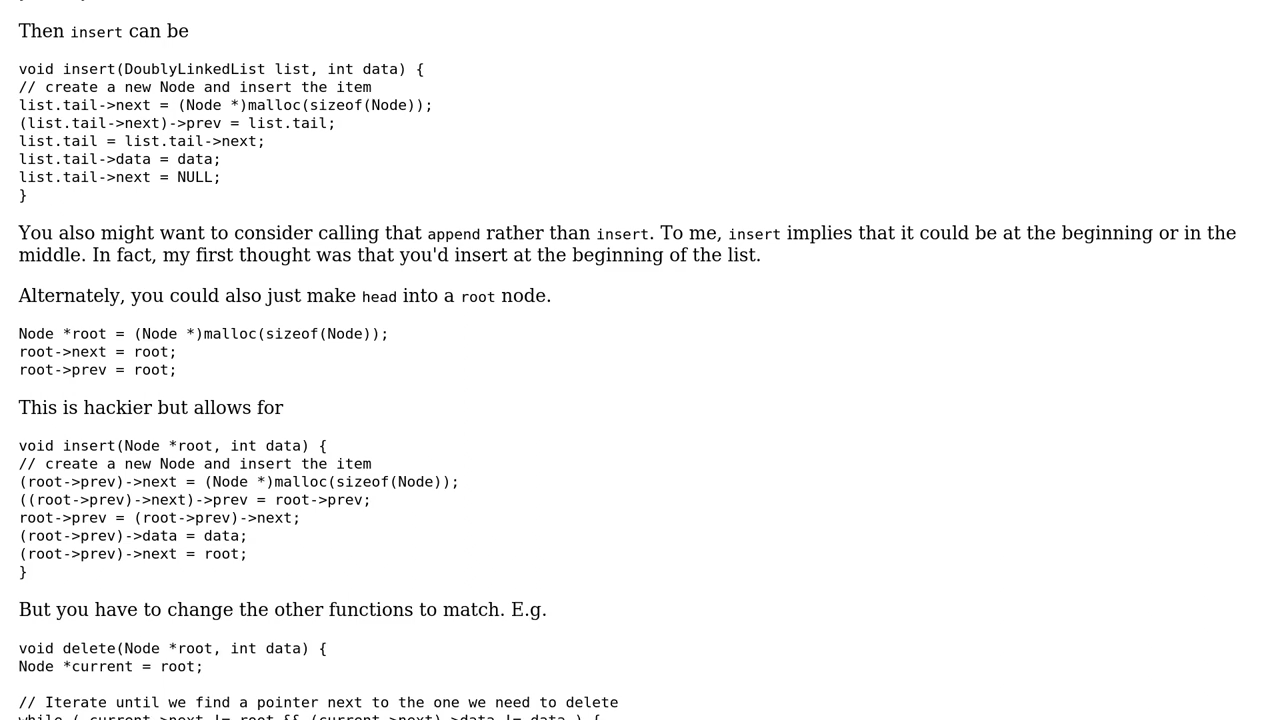 Then insert can be
void insert(DoublyLinkedList list, int data) {
// create a new Node and insert the item
list.tail->next = (Node *)malloc(sizeof(Node));
(list.tail->next)->prev = list.tail;
list.tail = list.tail->next;
list.tail->data = data;
list.tail->next = NULL;
}
You also might want to consider calling that append rather than insert. To me, insert implies that it could be at the beginning or in the
middle. In fact, my first thought was that you'd insert at the beginning of the list.
Alternately, you could also just make head into a root node.
Node *root = (Node *)malloc(sizeof(Node));
root->next = root;
root->prev = root;
This is hackier but allows for
void insert(Node *root, int data) {
// create a new Node and insert the item
(root->prev)->next = (Node *)malloc(sizeof(Node));
((root->prev)->next)->prev = root->prev;
root->prev = (root->prev)->next;
(root->prev)->data = data;
(root->prev)->next = root;
}
But you have to change the other functions to match. E.g.
void delete(Node *root, int data) {
Node *current = root;
// Iterate until we find a pointer next to the one we need to delete
while ( current->next != root && (current->next)->data != data ) {